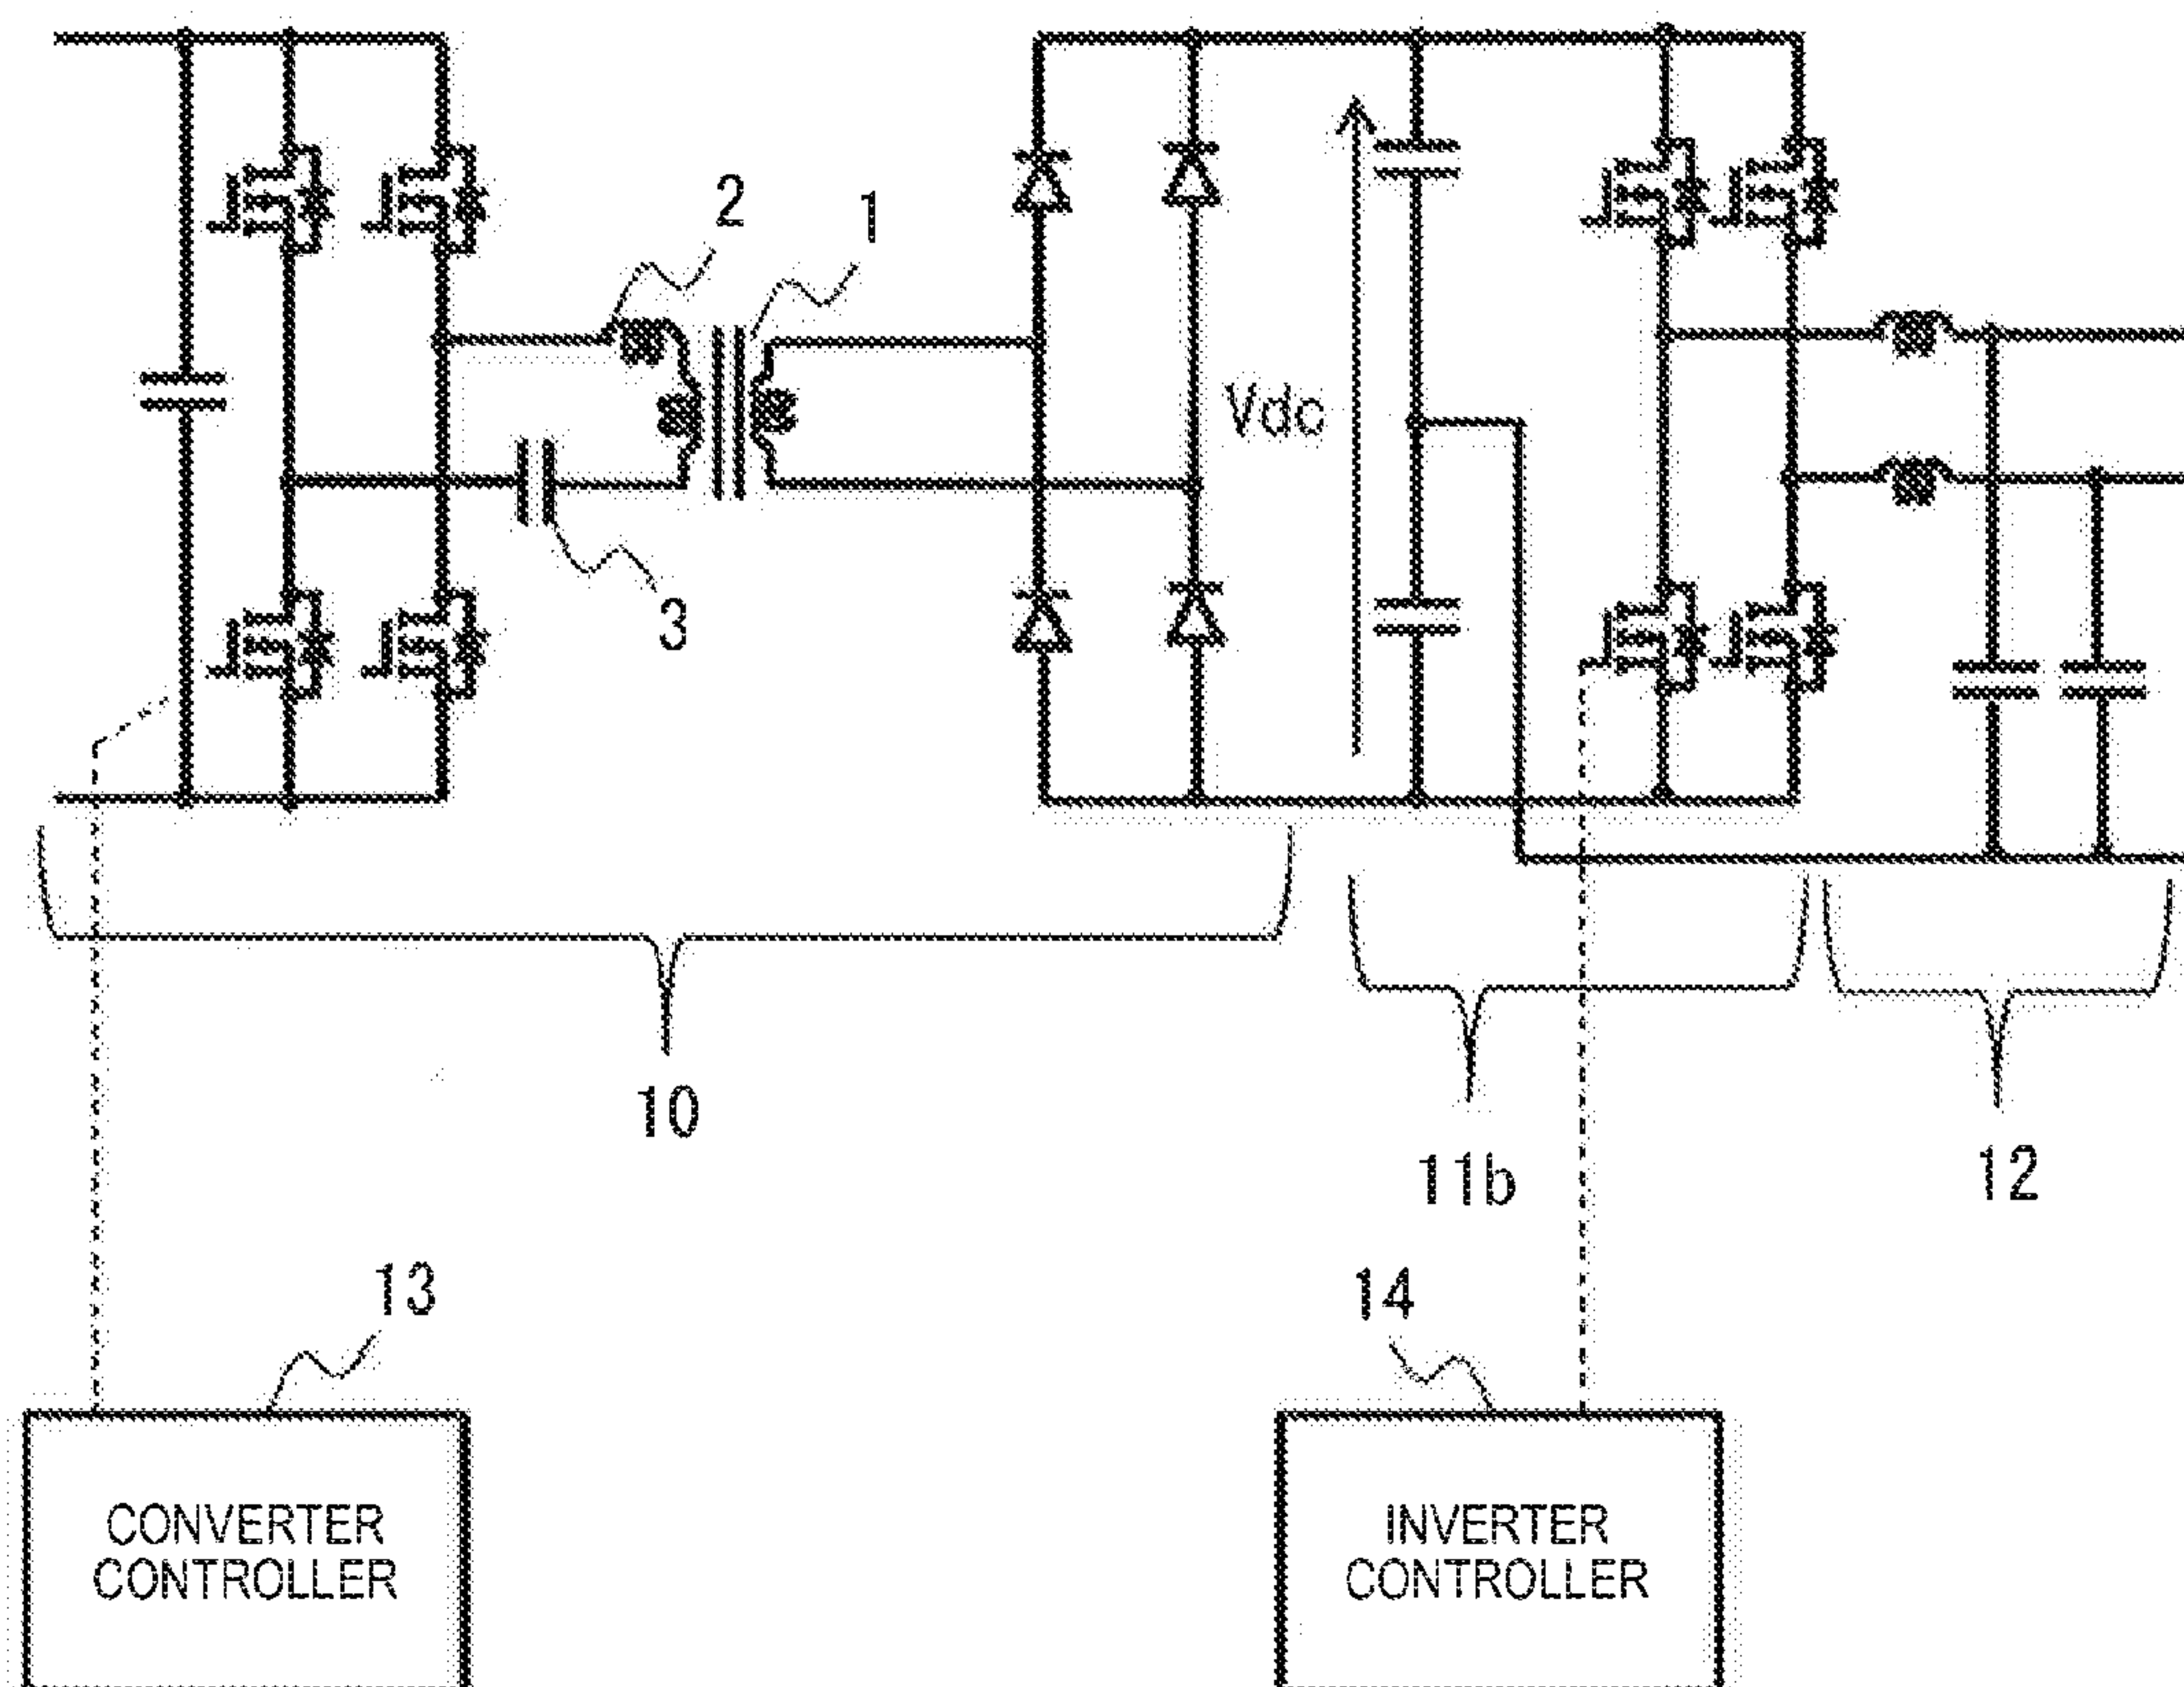 2
1
Vdc
3
10
11b
12
13
14
CONVERTER
CONTROLLER
INVERTER
CONTROLLER